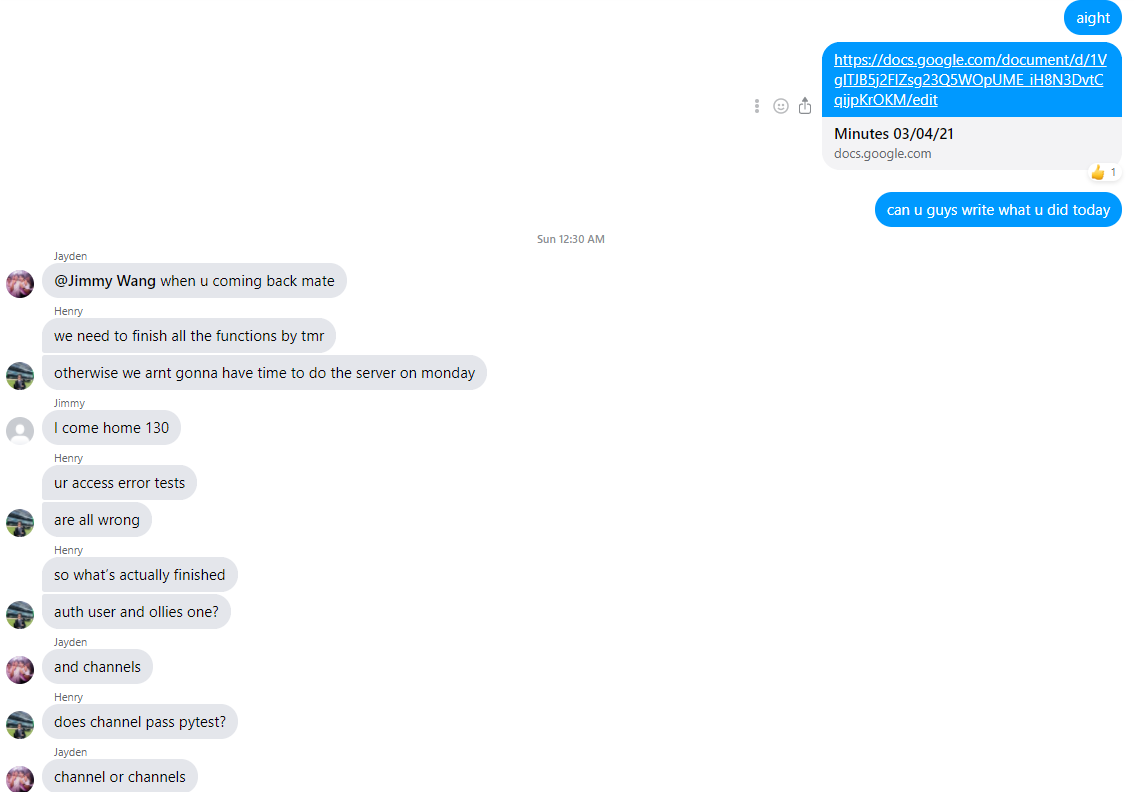 aight
https://docs.google.com/document/d/1V
gITJB5j2FIZsg23Q5WOpUME_iH8N3DvtC
qijpKrOKM/edit
Minutes 03/04/21
docs.google.com
1
can u guys write what u did today
Sun 12:30 AM
Jayden
@Jimmy Wang when u coming back mate
Henry
we need to finish all the functions by tmr
otherwise we arnt gonna have time to do the server on monday
Jimmy
I come home 130
Henry
ur access error tests
are all wrong
Henry
so what's actually finished
auth user and ollies one?
Jayden
and channels
Henry
does channel pass pytest?
Jayden
channel or channels